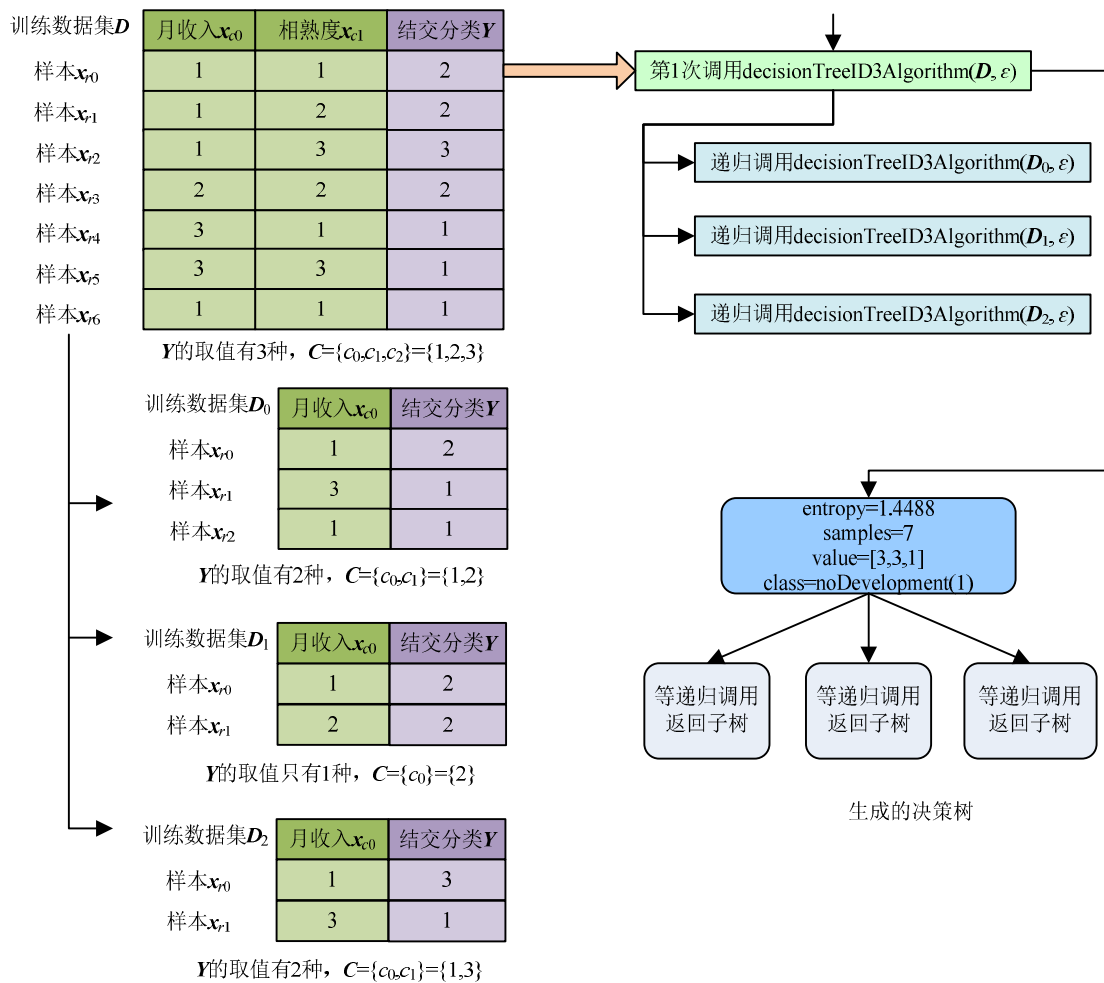 训练数据集D 月收入xc0 相熟度xc1 结交分类Y
样本xr0 1 1 2
样本xr1 1 2 2
样本xr2 1 3 3
样本xr3 2 2 2
样本xr4 3 1 1
样本xr5 3 3 1
样本xr6 1 1 1
Y的取值有3种，C={c0,c1,c2}={1,2,3}
第1次调用decisionTreeID3Algorithm(D, ε)
递归调用decisionTreeID3Algorithm(D0, ε)
递归调用decisionTreeID3Algorithm(D1, ε)
递归调用decisionTreeID3Algorithm(D2, ε)
训练数据集D0 月收入xc0 结交分类Y
样本xr0 1 2
样本xr1 3 1
样本xr2 1 1
Y的取值有2种，C={c0,c1}={1,2}
训练数据集D1 月收入xc0 结交分类Y
样本xr0 1 2
样本xr1 2 2
Y的取值只有1种，C={c0}={2}
训练数据集D2 月收入xc0 结交分类Y
样本xr0 1 3
样本xr1 3 1
Y的取值有2种，C={c0,c1}={1,3}
entropy=1.4488
samples=7
value=[3,3,1]
class=noDevelopment(1)
等递归调用
返回子树
等递归调用
返回子树
等递归调用
返回子树
生成的决策树